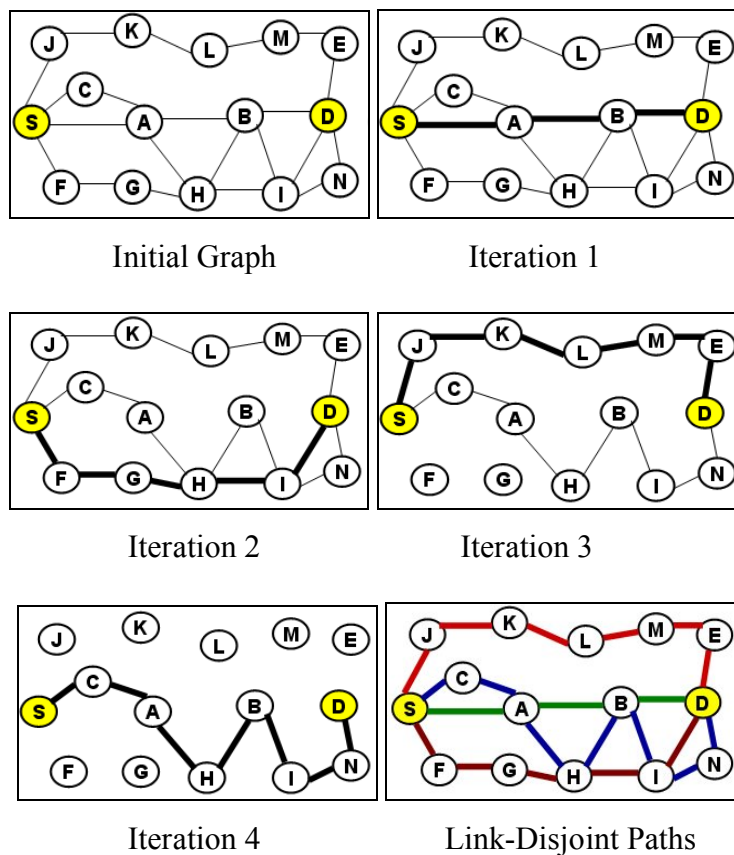 J K L M E
C
S A B D
F G H I N
Initial Graph
J K L M E
C
S A B D
F G H I N
Iteration 1
J K L M E
C
S A B D
F G H I N
Iteration 2
J K L M E
C
S A B D
F G H I N
Iteration 3
J K L M E
C
S A B D
F G H I N
Iteration 4
J K L M E
C
S A B D
F G H I N
Link-Disjoint Paths